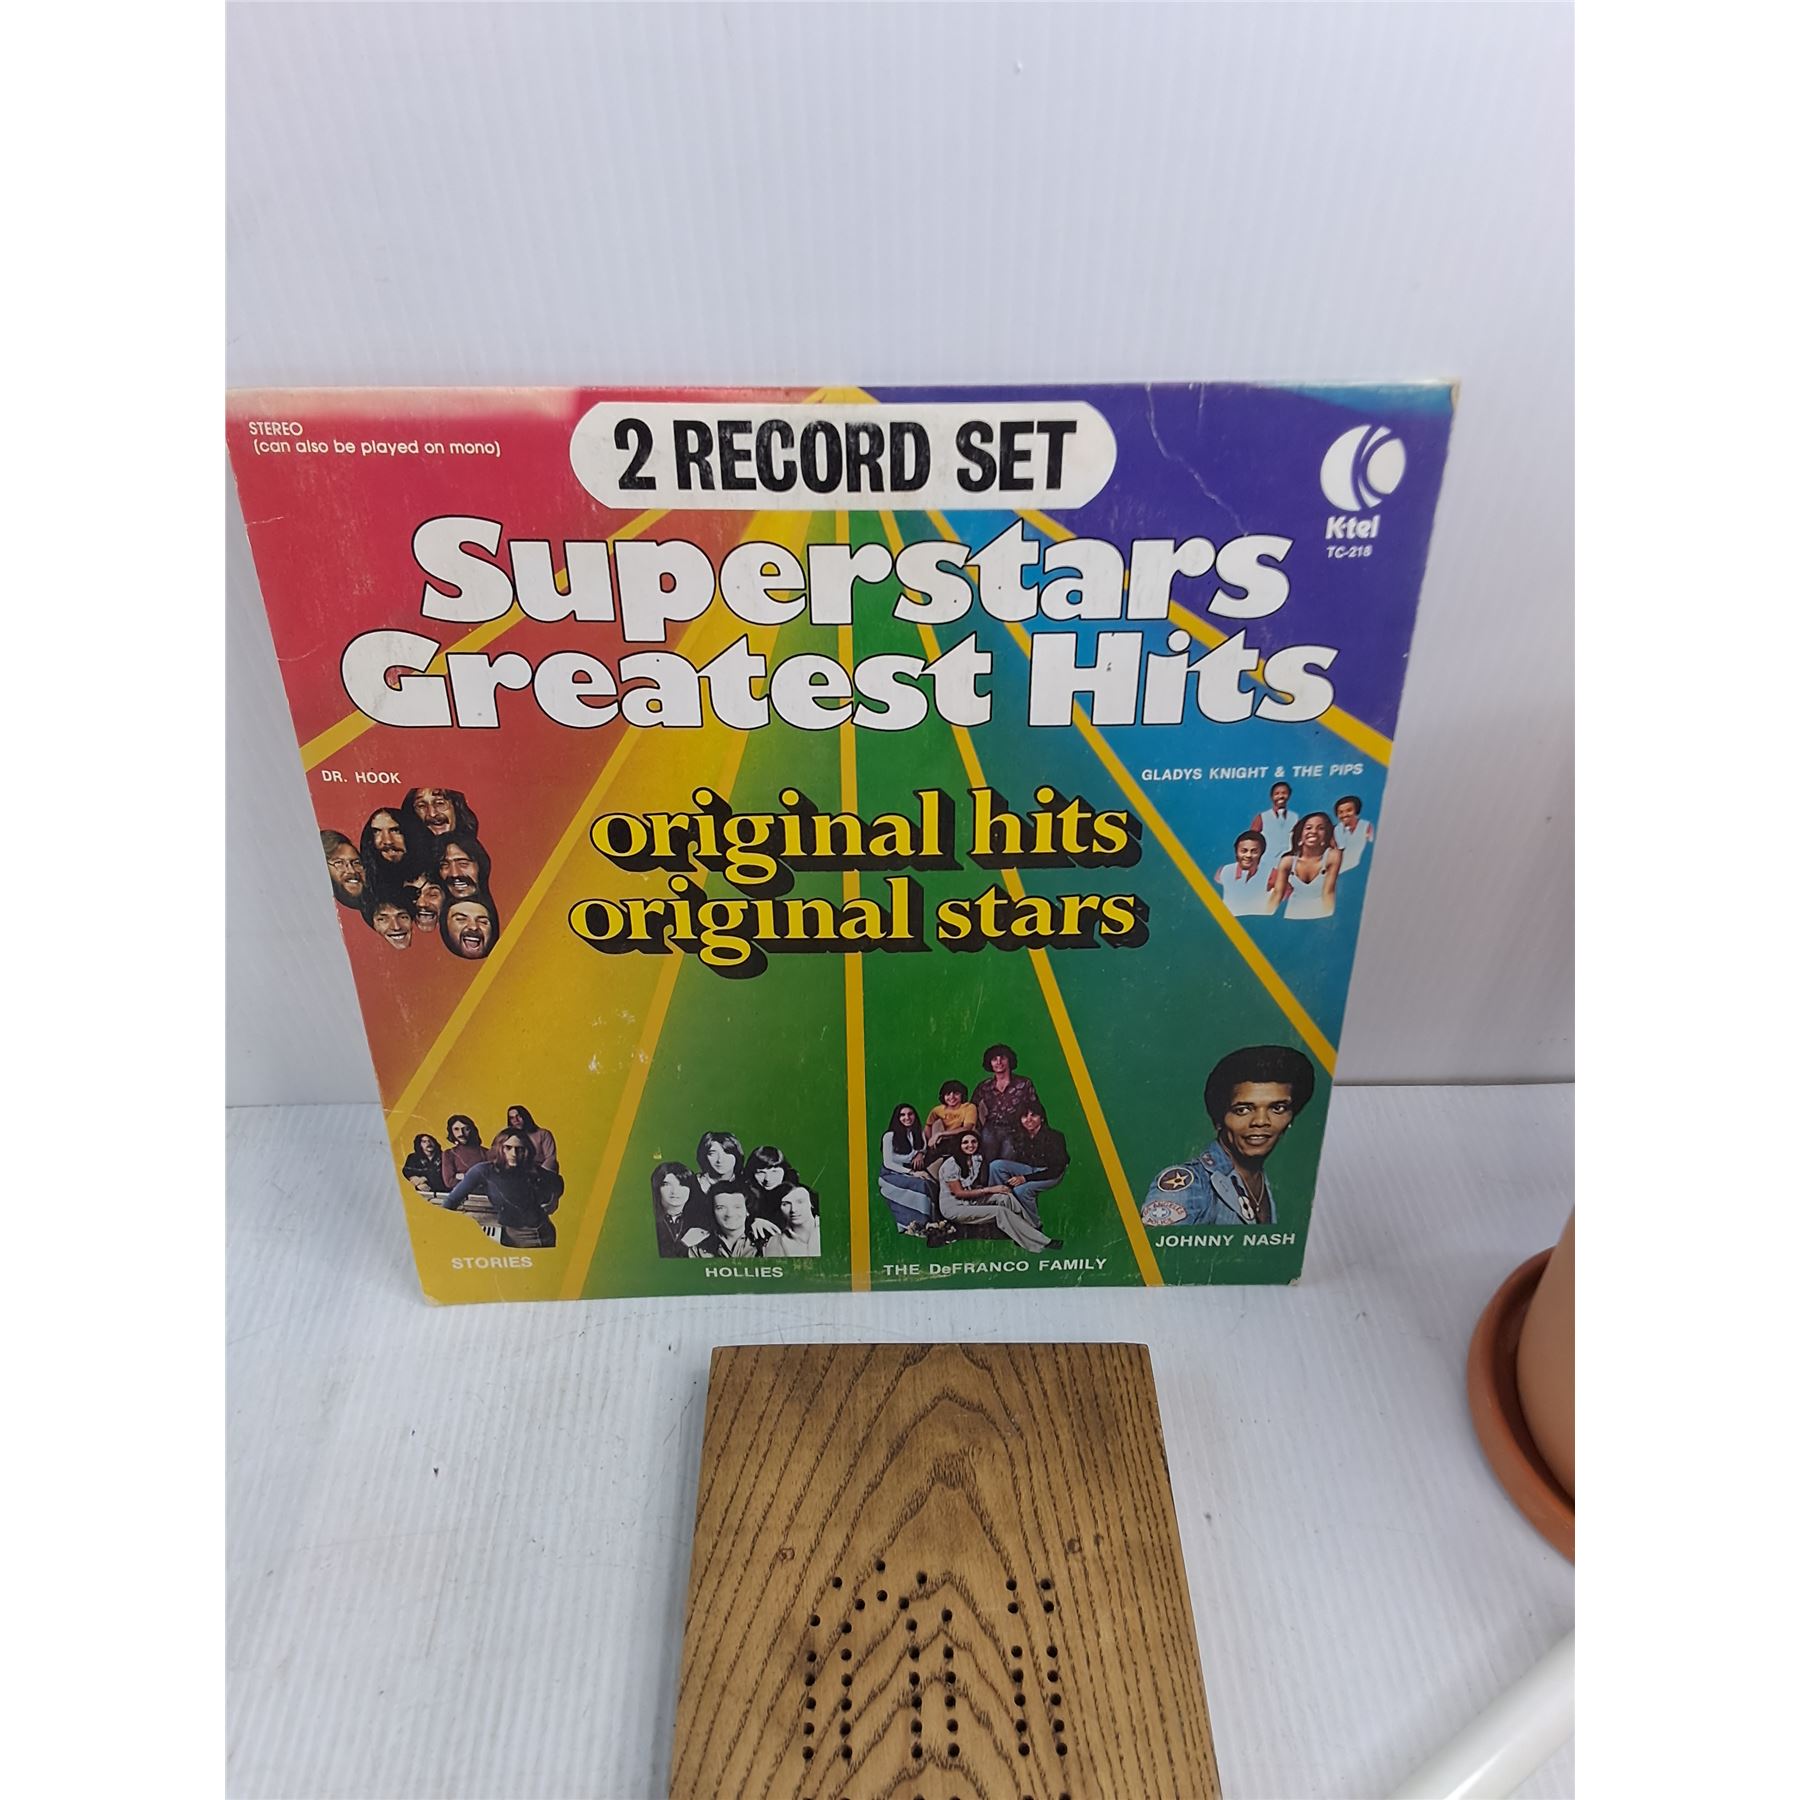 STEREO
(can also be played on mono)
2 RECORD SET
K-tel
TC-218
Superstars
Greatest Hits
DR. HOOK
GLADYS KNIGHT & THE PIPS
original hits
original stars
STORIES
HOLLIES
THE DeFRANCO FAMILY
JOHNNY NASH